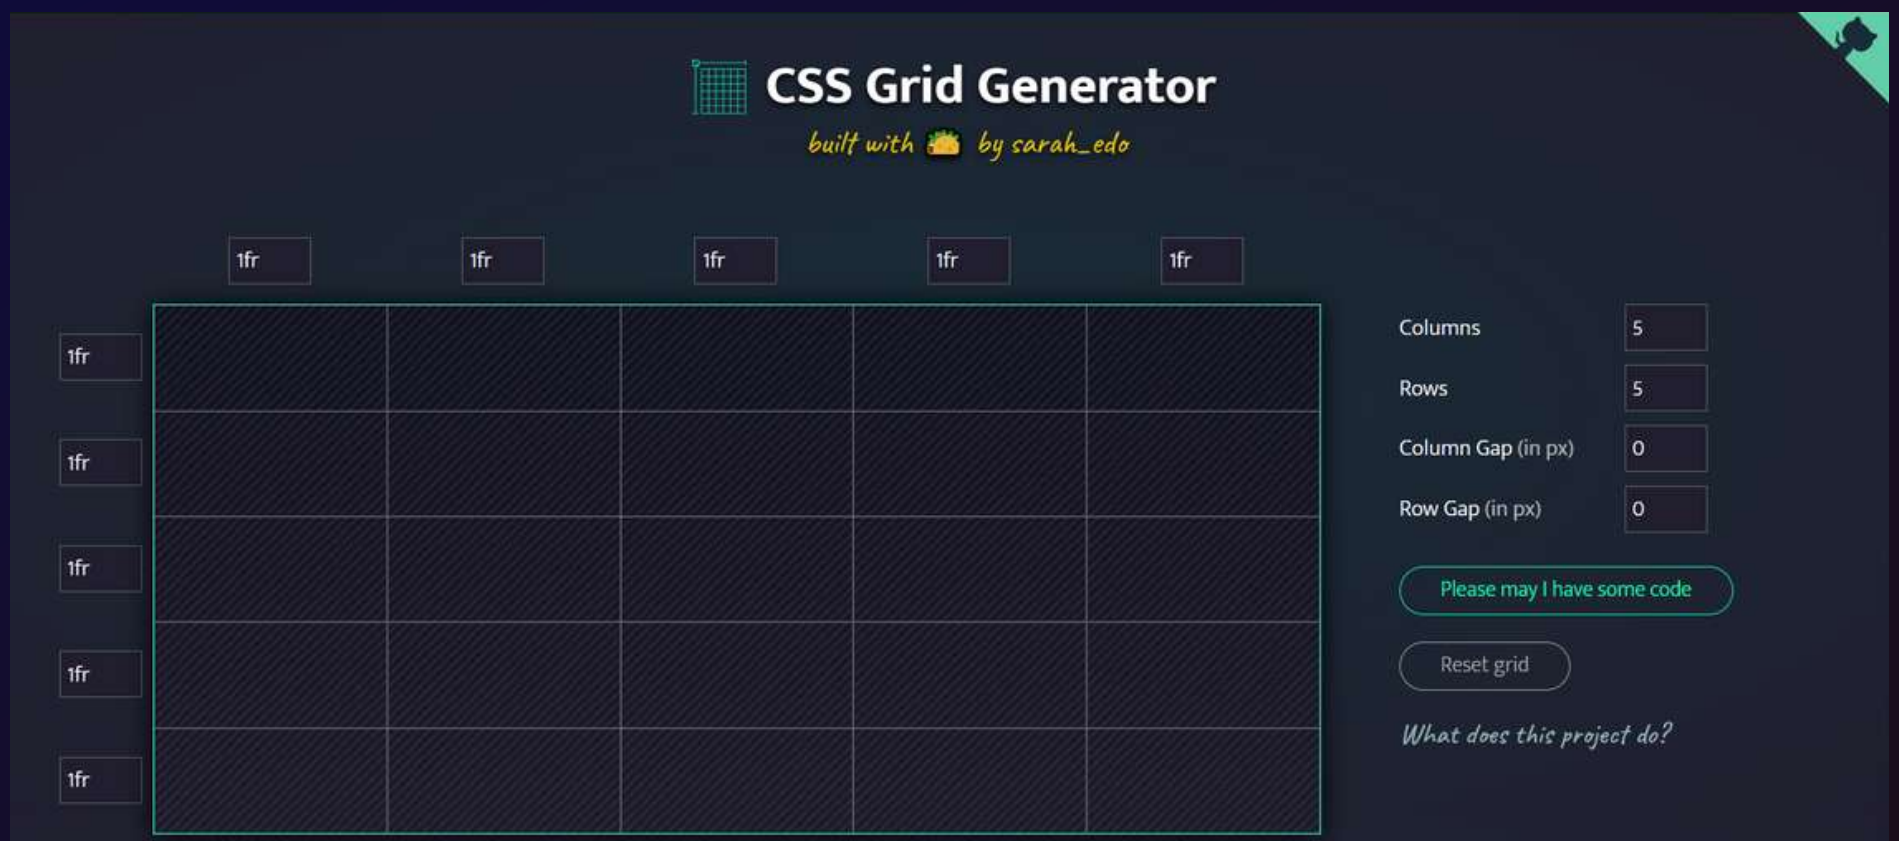 CSS Grid Generator
built with 🌮 by sarah_edo
1fr 1fr 1fr 1fr 1fr
1fr
1fr
1fr
1fr
1fr
Columns 5
Rows 5
Column Gap (in px) 0
Row Gap (in px) 0
Please may I have some code
Reset grid
What does this project do?